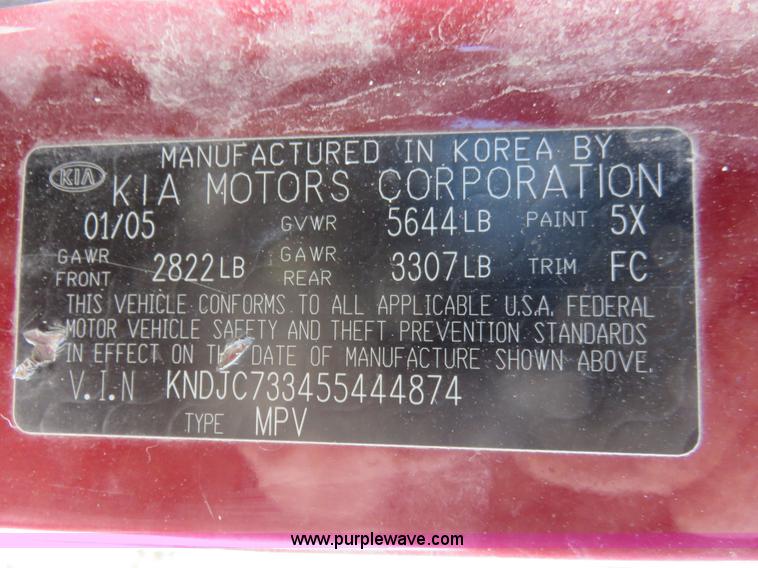 MANUFACTURED IN KOREA BY
KIA KIA MOTORS CORPORATION
01/05 GVWR 5644LB PAINT 5X
GAWR FRONT 2822LB GAWR REAR 3307LB TRIM FC
THIS VEHICLE CONFORMS TO ALL APPLICABLE U.S.A. FEDERAL
MOTOR VEHICLE SAFETY AND THEFT PREVENTION STANDARDS
IN EFFECT ON THE DATE OF MANUFACTURE SHOWN ABOVE.
V.I.N KNDJC733455444874
TYPE MPV
www.purplewave.com